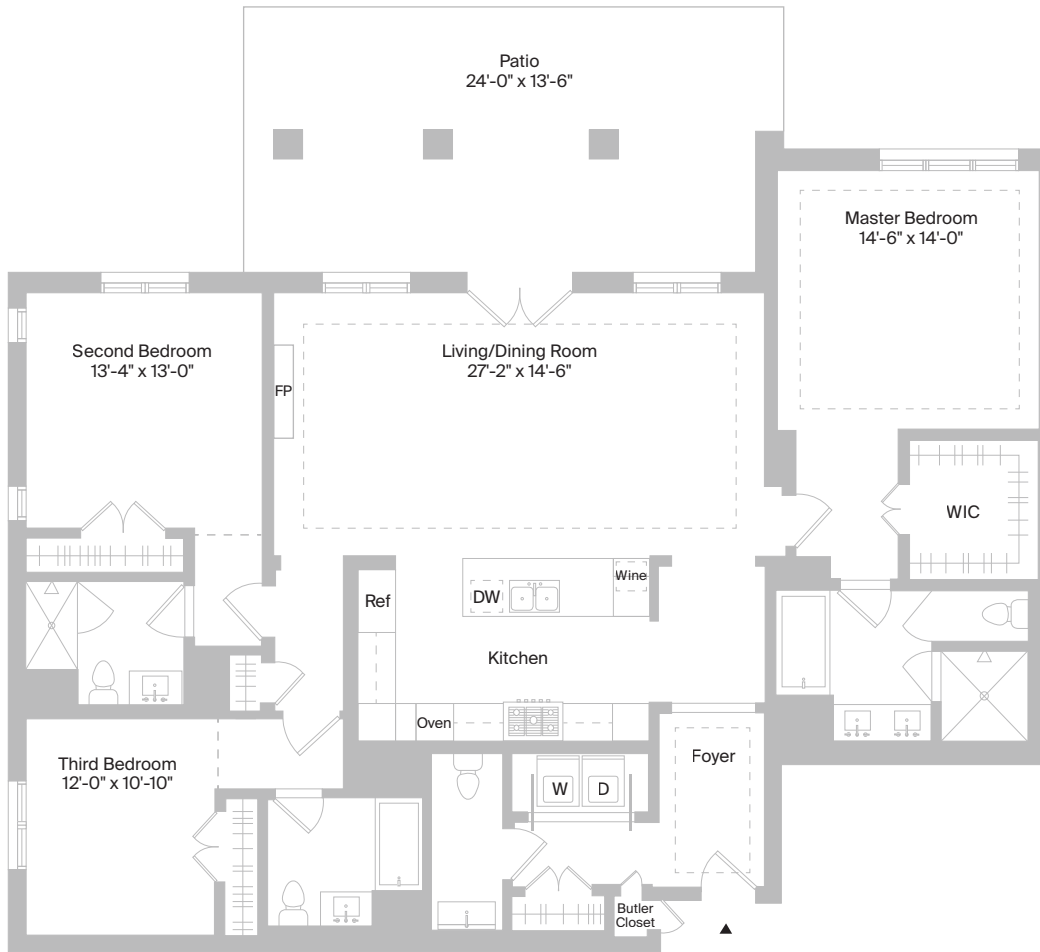 Patio
24'-0" x 13'-6"
Master Bedroom
14'-6" x 14'-0"
Second Bedroom
13'-4" x 13'-0"
Living/Dining Room
27'-2" x 14'-6"
FP
WIC
Ref
DW
Wine
Kitchen
Oven
Third Bedroom
12'-0" x 10'-10"
Foyer
W
D
Butler
Closet